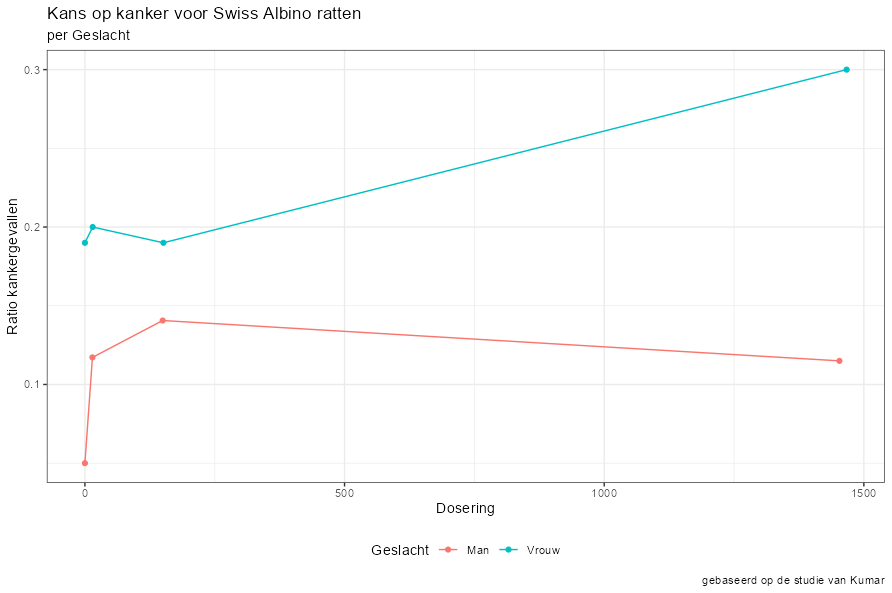 Kans op kanker voor Swiss Albino ratten
per Geslacht
Ratio kankergevallen
0.3
0.2
0.1
0
500
1000
1500
Dosering
Geslacht Man Vrouw
gebaseerd op de studie van Kumar